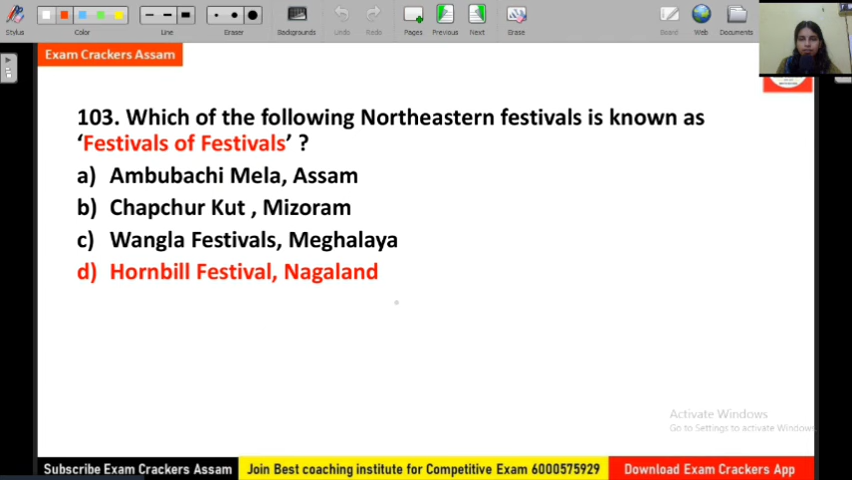 Stylus Color Line Eraser Backgrounds Undo Redo Pages Previous Next Erase Board Web Documents
Exam Crackers Assam
103. Which of the following Northeastern festivals is known as
‘Festivals of Festivals’ ?
a) Ambubachi Mela, Assam
b) Chapchur Kut , Mizoram
c) Wangla Festivals, Meghalaya
d) Hornbill Festival, Nagaland
Activate Windows
Go to Settings to activate Windows
Subscribe Exam Crackers Assam Join Best coaching institute for Competitive Exam 6000575929 Download Exam Crackers App